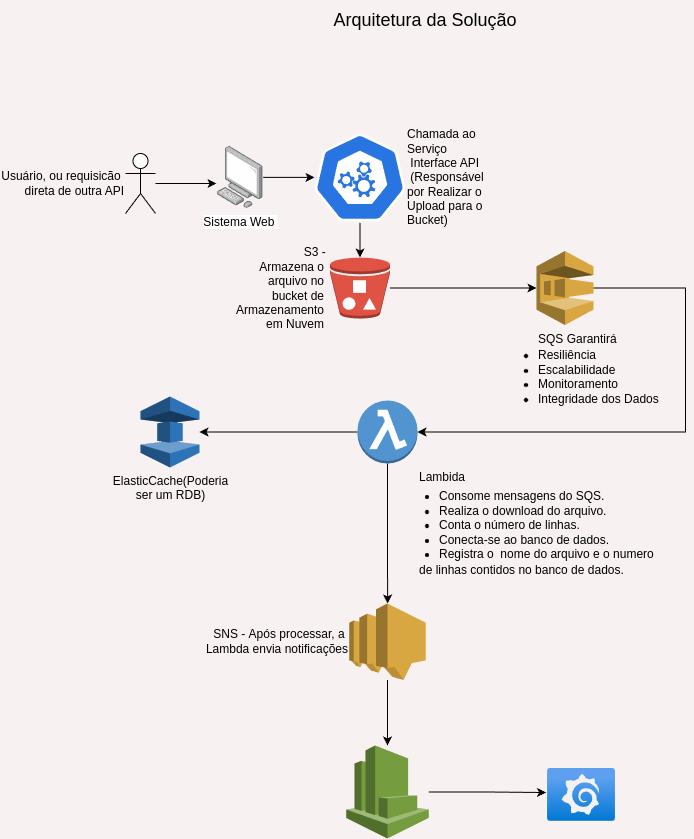 Arquitetura da Solução
Usuário, ou requisicão
direta de outra API
Sistema Web
Chamada ao
Serviço
Interface API
(Responsável
por Realizar o
Upload para o
Bucket)
S3 -
Armazena o
arquivo no
bucket de
Armazenamento
em Nuvem
SQS Garantirá
Resiliência
Escalabilidade
Monitoramento
Integridade dos Dados
ElasticCache(Poderia
ser um RDB)
Lambida
Consome mensagens do SQS.
Realiza o download do arquivo.
Conta o número de linhas.
Conecta-se ao banco de dados.
Registra o nome do arquivo e o numero
de linhas contidos no banco de dados.
SNS - Após processar, a
Lambda envia notificações